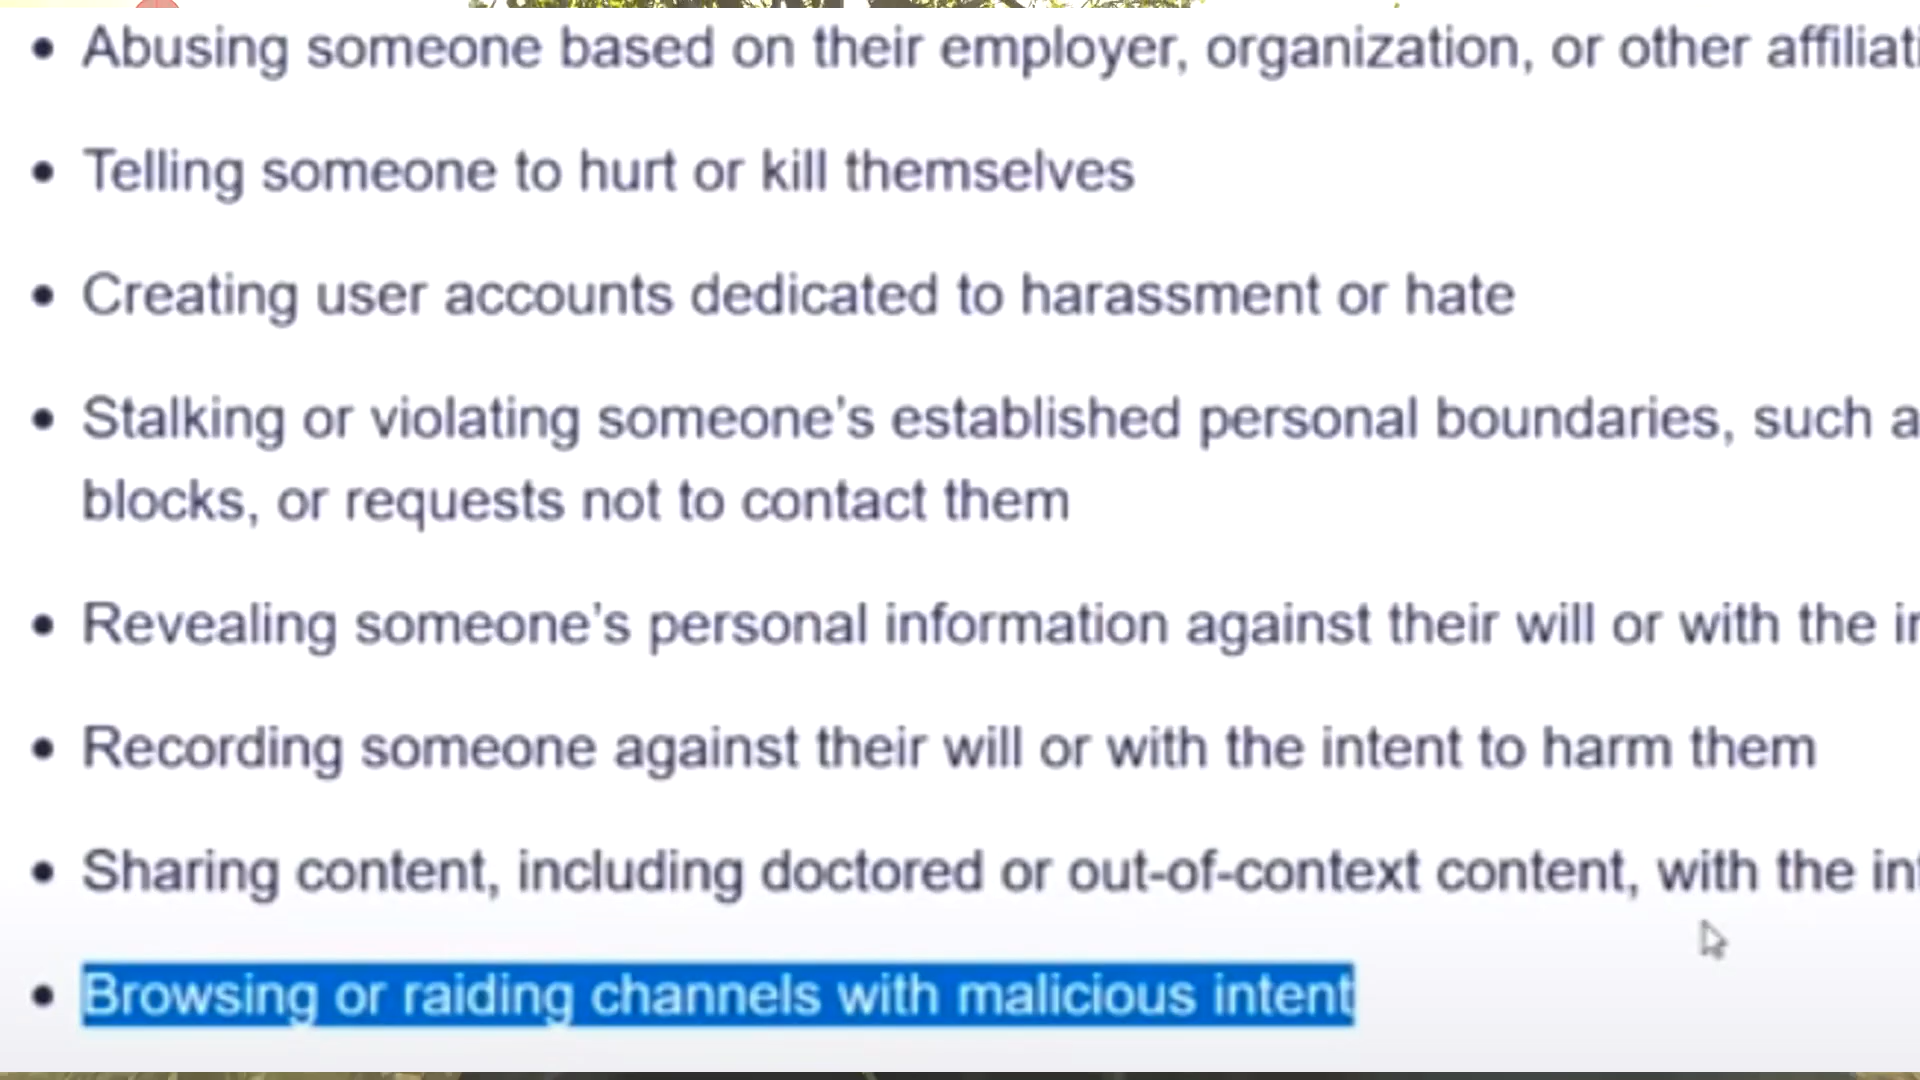 • Abusing someone based on their employer, organization, or other
• Telling someone to hurt or kill themselves
• Creating user accounts dedicated to harassment or hate
• Stalking or violating someone’s established personal boundaries, such
blocks, or requests not to contact them
• Revealing someone’s personal information against their will or with the
• Recording someone against their will or with the intent to harm them
• Sharing content, including doctored or out-of-context content, with the
• Browsing or raiding channels with malicious intent